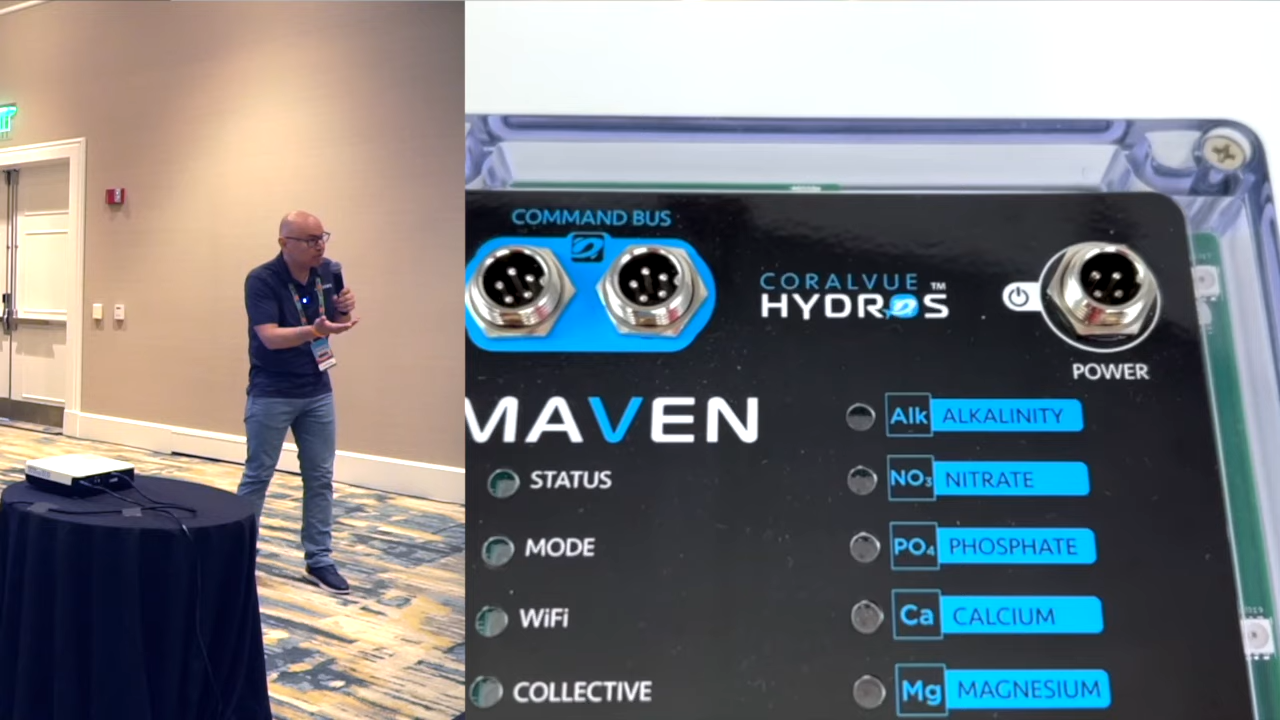 COMMAND BUS
CORALVUE
HYDROS™
POWER
MAVEN
Alk ALKALINITY
STATUS
NO₃ NITRATE
MODE
PO₄ PHOSPHATE
WiFi
Ca CALCIUM
COLLECTIVE
Mg MAGNESIUM